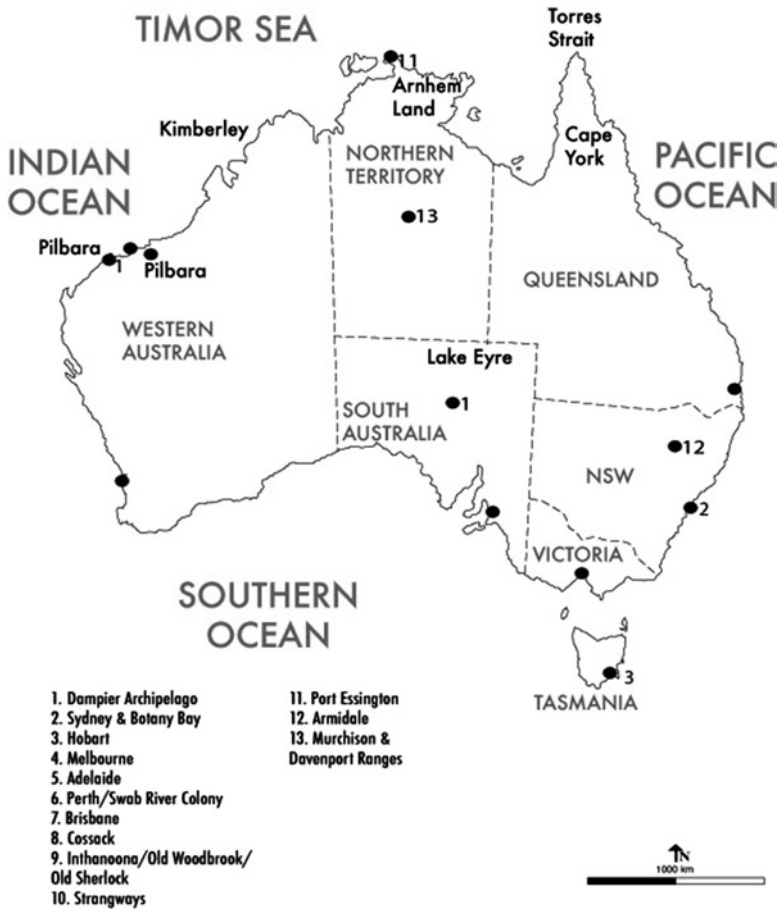 TIMOR SEA
Torres
Strait
11
Arnhem
Land
Kimberley
Cape
York
INDIAN
OCEAN
NORTHERN
TERRITORY
PACIFIC
OCEAN
13
Pilbara
1
Pilbara
QUEENSLAND
WESTERN
AUSTRALIA
Lake Eyre
1
SOUTH
AUSTRALIA
12
NSW
2
VICTORIA
SOUTHERN
OCEAN
3
TASMANIA
1. Dampier Archipelago
2. Sydney & Botany Bay
3. Hobart
4. Melbourne
5. Adelaide
6. Perth/Swab River Colony
7. Brisbane
8. Cossack
9. Inthanoona/Old Woodbrook/
Old Sherlock
10. Strangways
11. Port Essington
12. Armidale
13. Murchison &
Davenport Ranges
N
1000 km